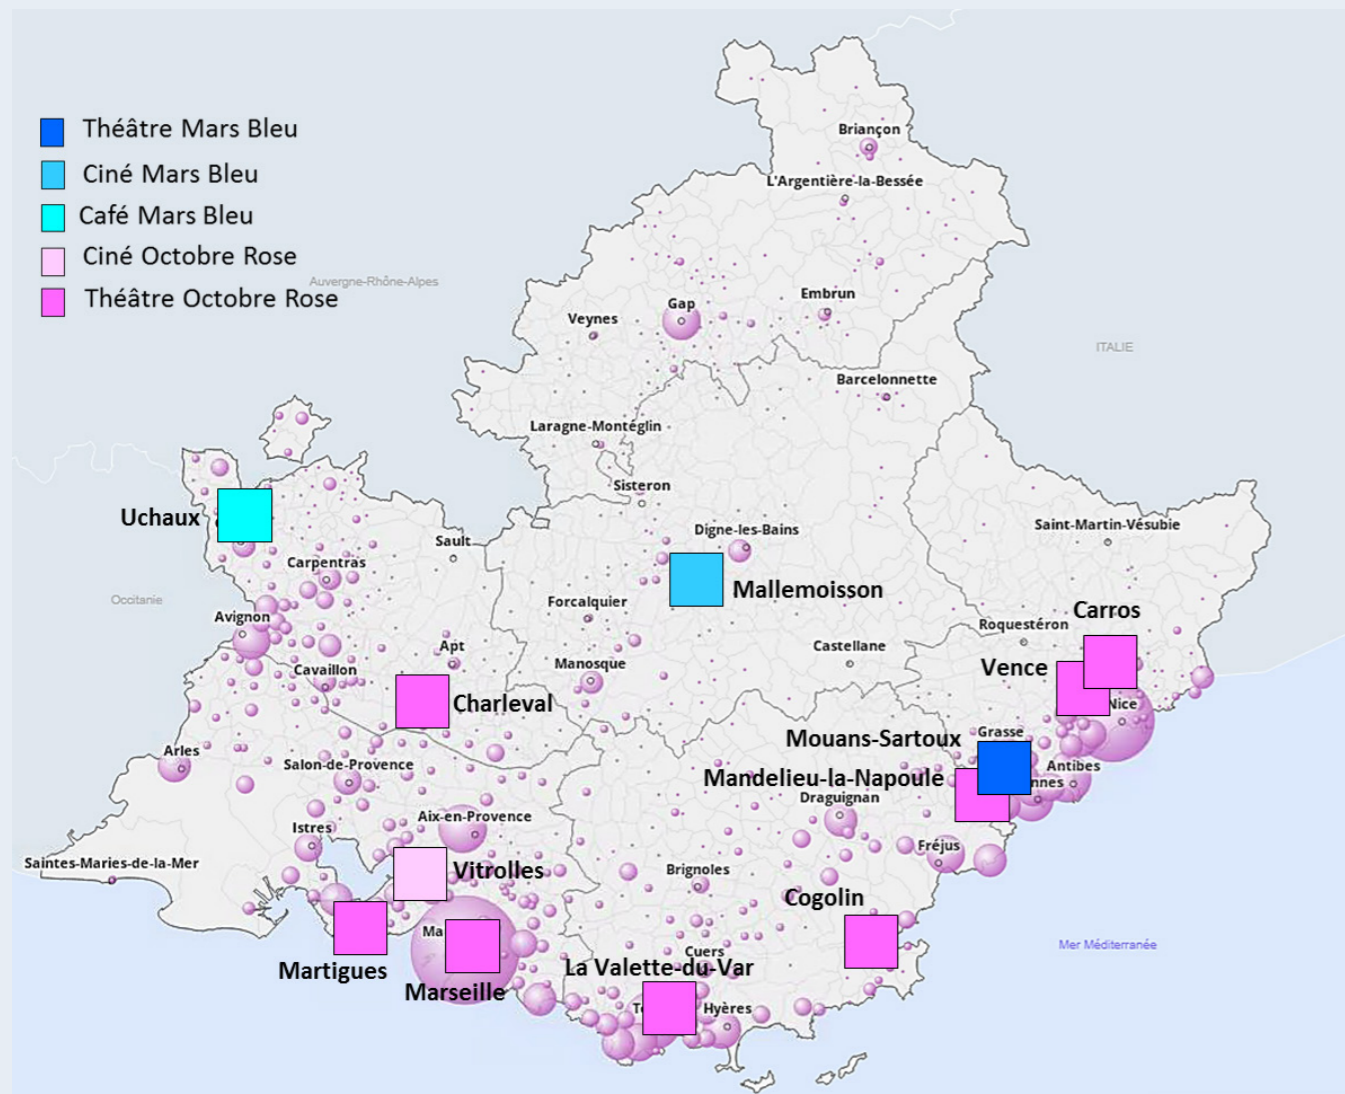 Théâtre Mars Bleu
Ciné Mars Bleu
Café Mars Bleu
Ciné Octobre Rose
Théâtre Octobre Rose
Auvergne-Rhône-Alpes
Briançon
L'Argentière-la-Bessée
Embrun
Gap
Veynes
ITALIE
Barcelonnette
Laragne-Montéglin
Sisteron
Uchaux
Sault
Digne-les-Bains
Saint-Martin-Vésubie
Carpentras
Mallemoisson
Occitanie
Forcalquier
Avignon
Carros
Roquestéron
Apt
Castellane
Manosque
Vence
Cavaillon
Charleval
Nice
Grasse
Mouans-Sartoux
Arles
Salon-de-Provence
Antibes
Mandelieu-la-Napoule
nnes
Draguignan
Aix-en-Provence
Istres
Fréjus
Saintes-Maries-de-la-Mer
Vitrolles
Brignoles
Cogolin
Ma
Mer Méditerranée
Cuers
Martigues
La Valette-du-Var
Marseille
T
Hyères